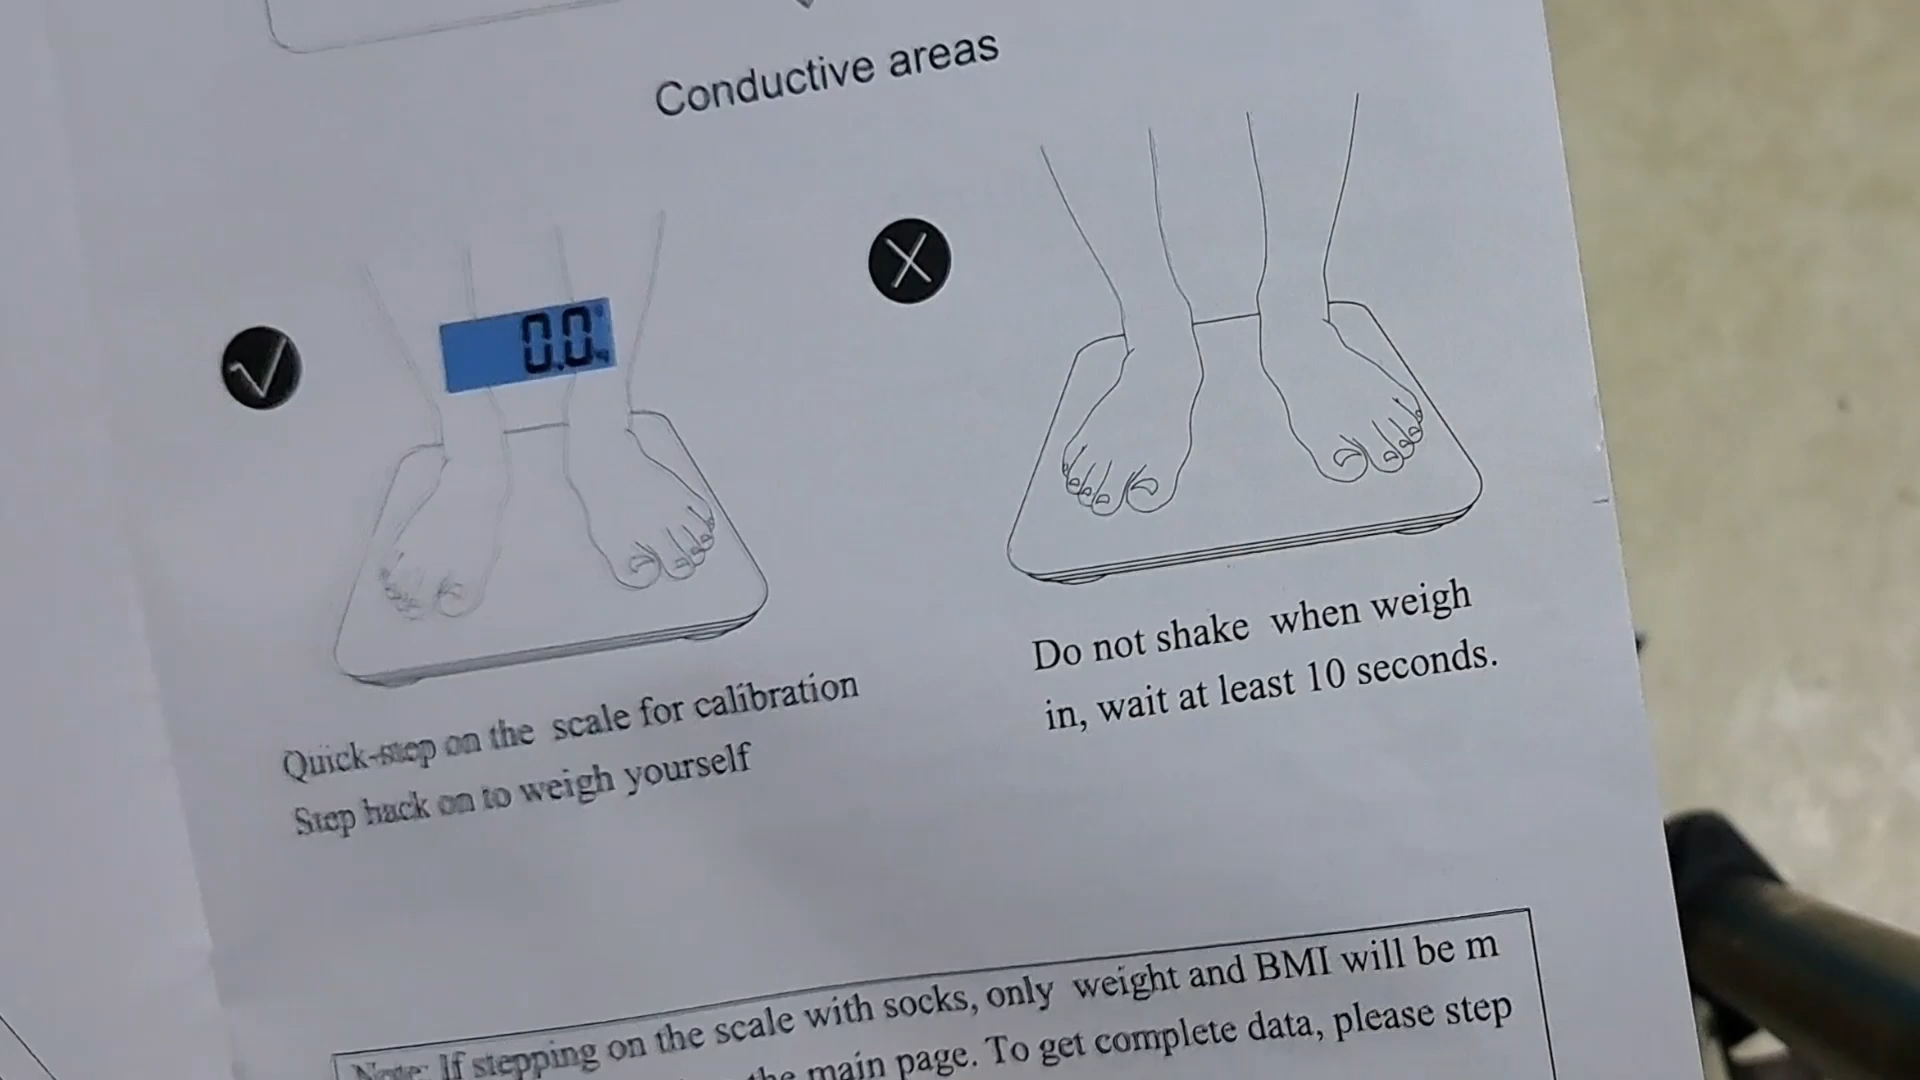 Conductive areas
0.0
Quick-step on the scale for calibration
Step back on to weigh yourself
Do not shake when weigh
in, wait at least 10 seconds.
Note: If stepping on the scale with socks, only weight and BMI will be m
the main page. To get complete data, please step